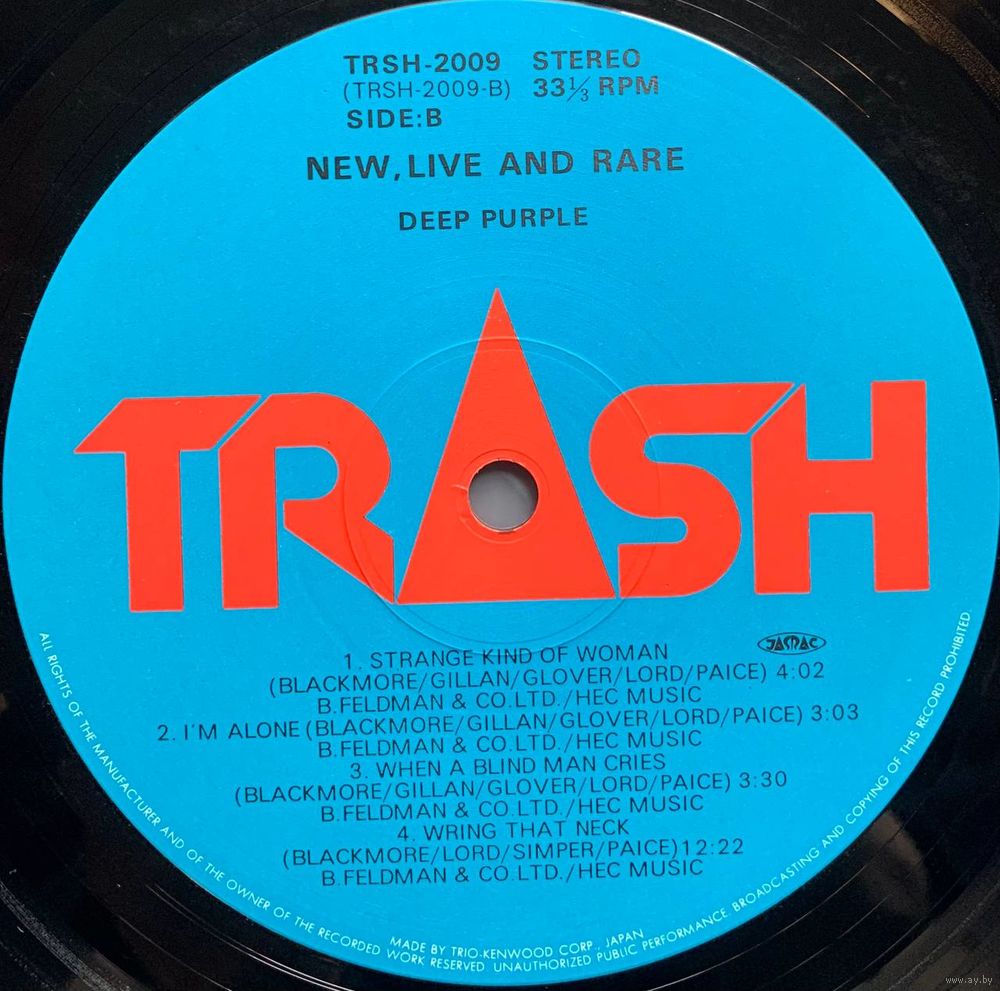 TRSH-2009 STEREO
(TRSH-2009-B) 33⅓ RPM
SIDE:B
NEW, LIVE AND RARE
DEEP PURPLE
TRASH
JASRAC
1. STRANGE KIND OF WOMAN
(BLACKMORE/GILLAN/GLOVER/LORD/PAICE) 4:02
B.FELDMAN & CO.LTD./HEC MUSIC
2. I'M ALONE (BLACKMORE/GILLAN/GLOVER/LORD/PAICE) 3:03
B.FELDMAN & CO.LTD./HEC MUSIC
3. WHEN A BLIND MAN CRIES
(BLACKMORE/GILLAN/GLOVER/LORD/PAICE) 3:30
B.FELDMAN & CO.LTD./HEC MUSIC
4. WRING THAT NECK
(BLACKMORE/LORD/SIMPER/PAICE) 12:22
B.FELDMAN & CO.LTD./HEC MUSIC
MADE BY TRIO-KENWOOD CORP., JAPAN
ALL RIGHTS OF THE MANUFACTURER AND OF THE OWNER OF THE RECORDED WORK RESERVED. UNAUTHORIZED PUBLIC PERFORMANCE. BROADCASTING AND COPYING OF THIS RECORD PROHIBITED
www.ay.by